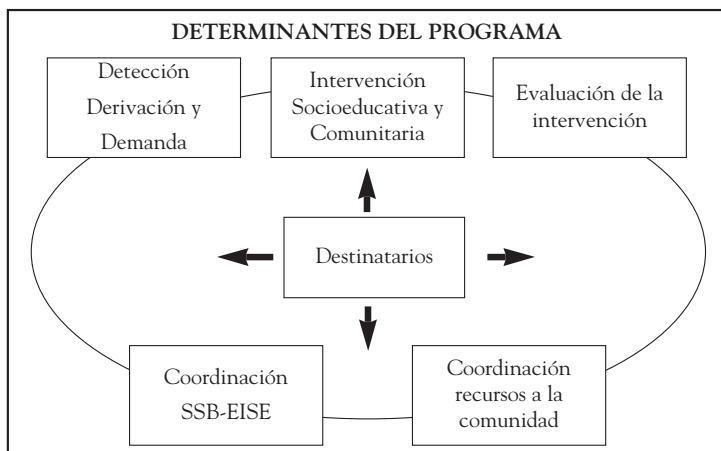 DETERMINANTES DEL PROGRAMA
Detección
Derivación y
Demanda
Intervención
Socioeducativa y
Comunitaria
Evaluación de la
intervención
Destinatarios
Coordinación
SSB-EISE
Coordinación
recursos a la
comunidad